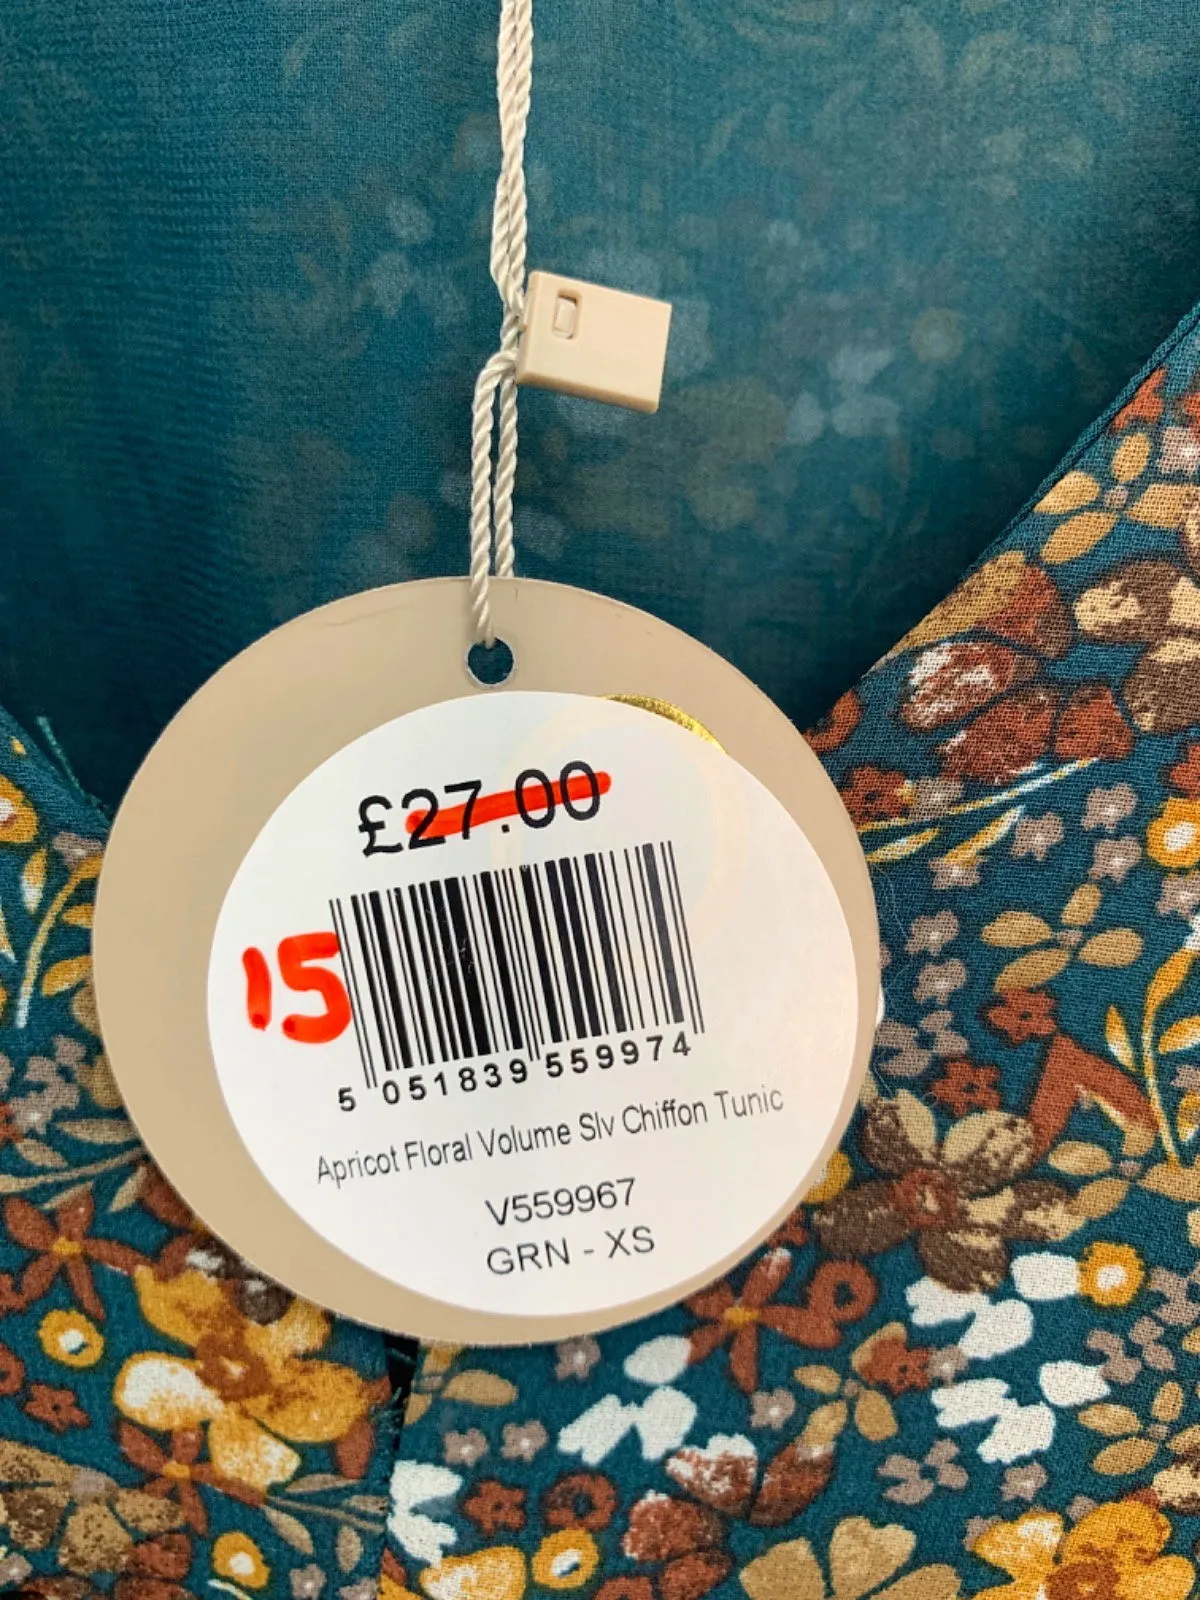 £27.00
15
5 051839 559974
Apricot Floral Volume Slv Chiffon Tunic
V559967
GRN - XS